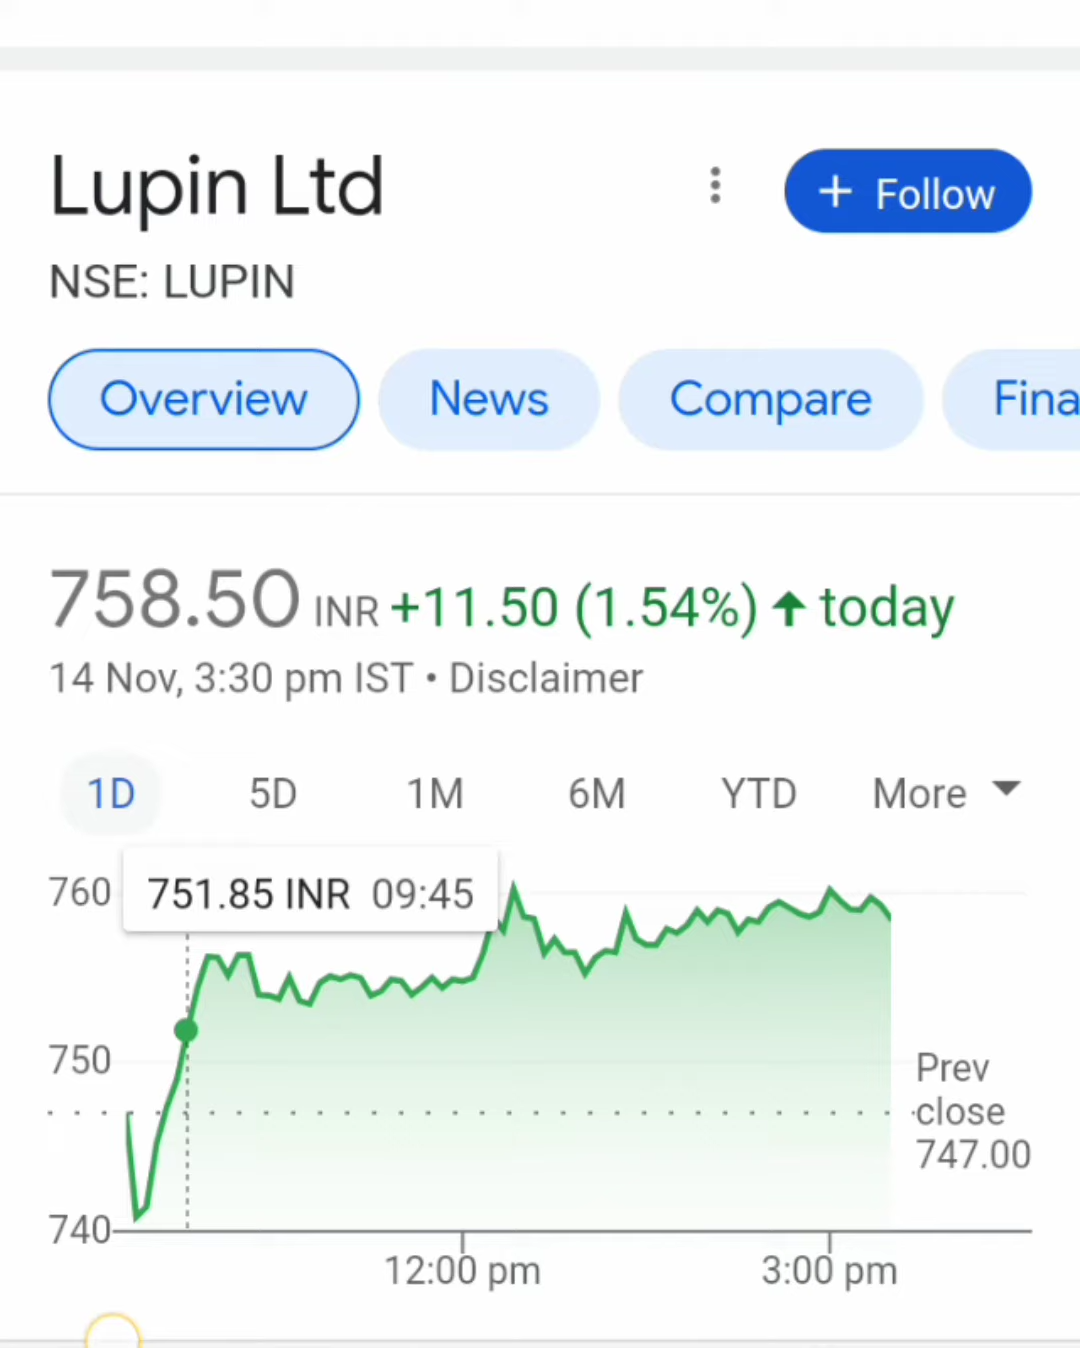 Lupin Ltd
+ Follow
NSE: LUPIN
Overview News Compare Fina
758.50 INR +11.50 (1.54%) ↑ today
14 Nov, 3:30 pm IST • Disclaimer
1D 5D 1M 6M YTD More
760
751.85 INR 09:45
750
Prev
close
747.00
740
12:00 pm 3:00 pm